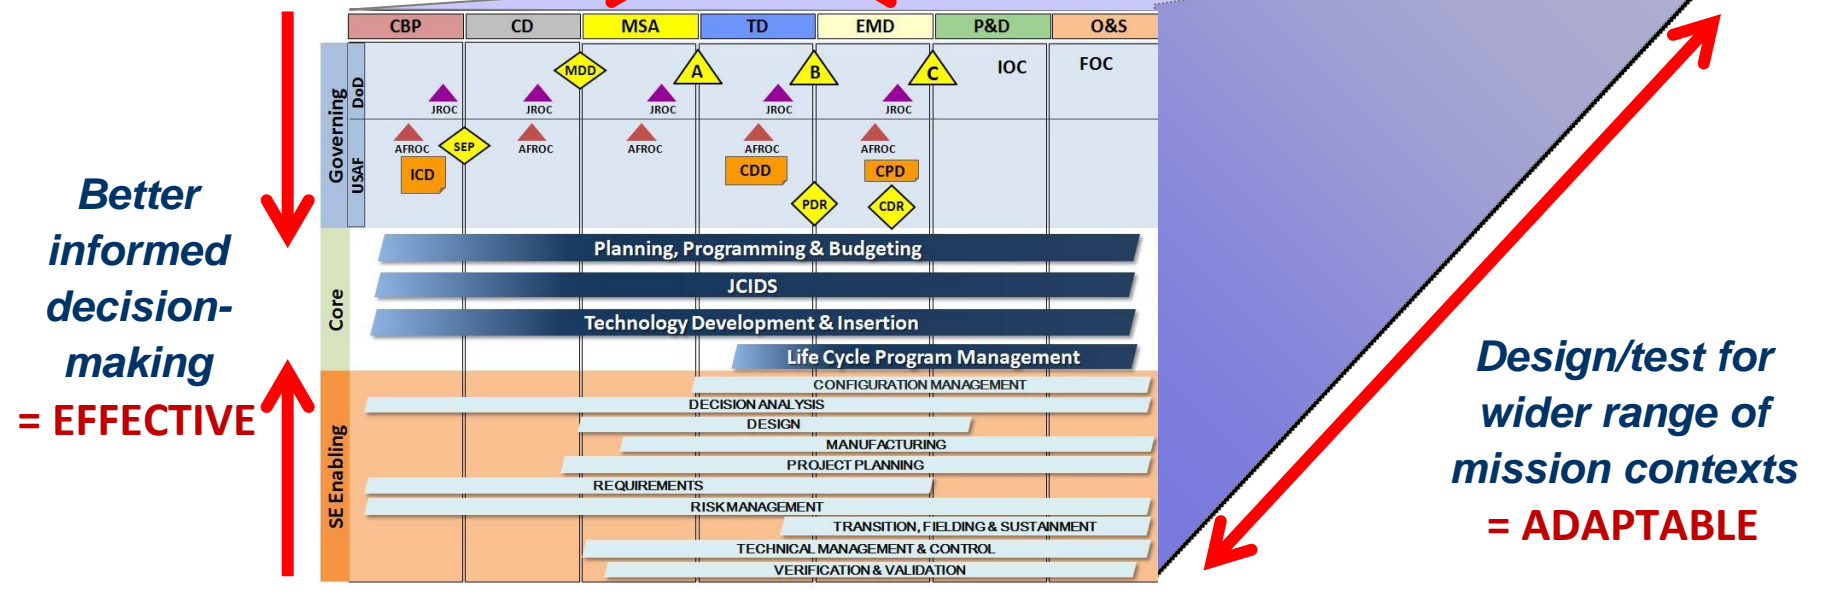 CBP CD MSA TD EMD P&D O&S
Governing
DoD
MDD A B C IOC FOC
JROC JROC JROC JROC JROC
USAF
AFROC SEP AFROC AFROC AFROC AFROC
ICD CDD CPD
PDR CDR
Core
Planning, Programming & Budgeting
JCIDS
Technology Development & Insertion
Life Cycle Program Management
SE Enabling
CONFIGURATION MANAGEMENT
DECISION ANALYSIS
DESIGN
MANUFACTURING
PROJECT PLANNING
REQUIREMENTS
RISK MANAGEMENT
TRANSITION, FIELDING & SUSTAINMENT
TECHNICAL MANAGEMENT & CONTROL
VERIFICATION & VALIDATION
Better
informed
decision-
making
= EFFECTIVE
Design/test for
wider range of
mission contexts
= ADAPTABLE